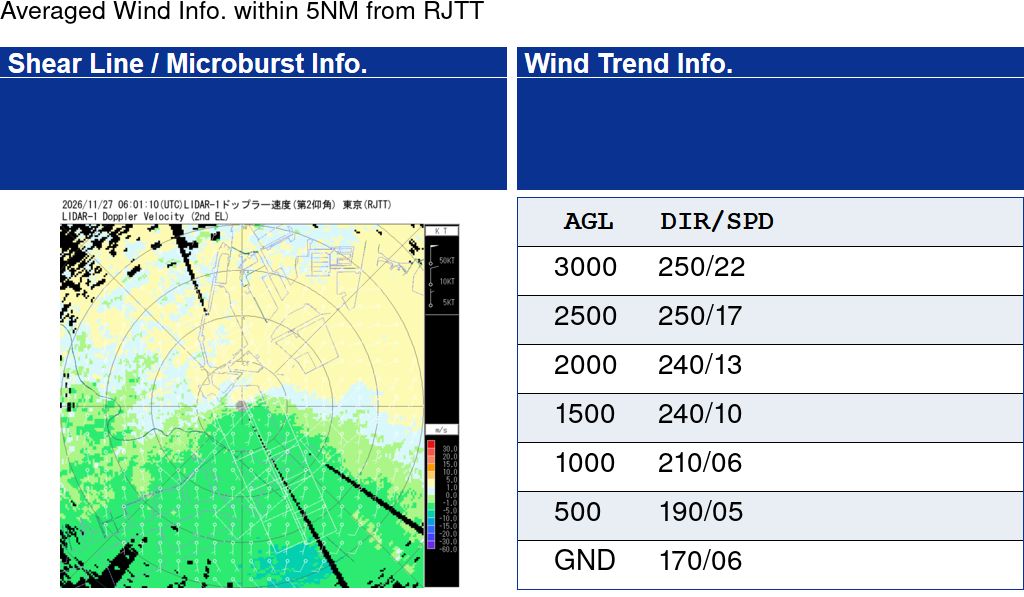 Averaged Wind Info. within 5NM from RJTT
Shear Line / Microburst Info.
Wind Trend Info.
2026/11/27 06:01:10(UTC)LIDAR-1ドップラー速度(第2仰角) 東京(RJTT)
LIDAR-1 Doppler Velocity (2nd EL)
KT
50KT
10KT
5KT
m/s
30.0
20.0
15.0
10.0
5.0
1.0
0.0
-1.0
-5.0
-10.0
-15.0
-20.0
-30.0
-60.0
AGL DIR/SPD
3000 250/22
2500 250/17
2000 240/13
1500 240/10
1000 210/06
500 190/05
GND 170/06